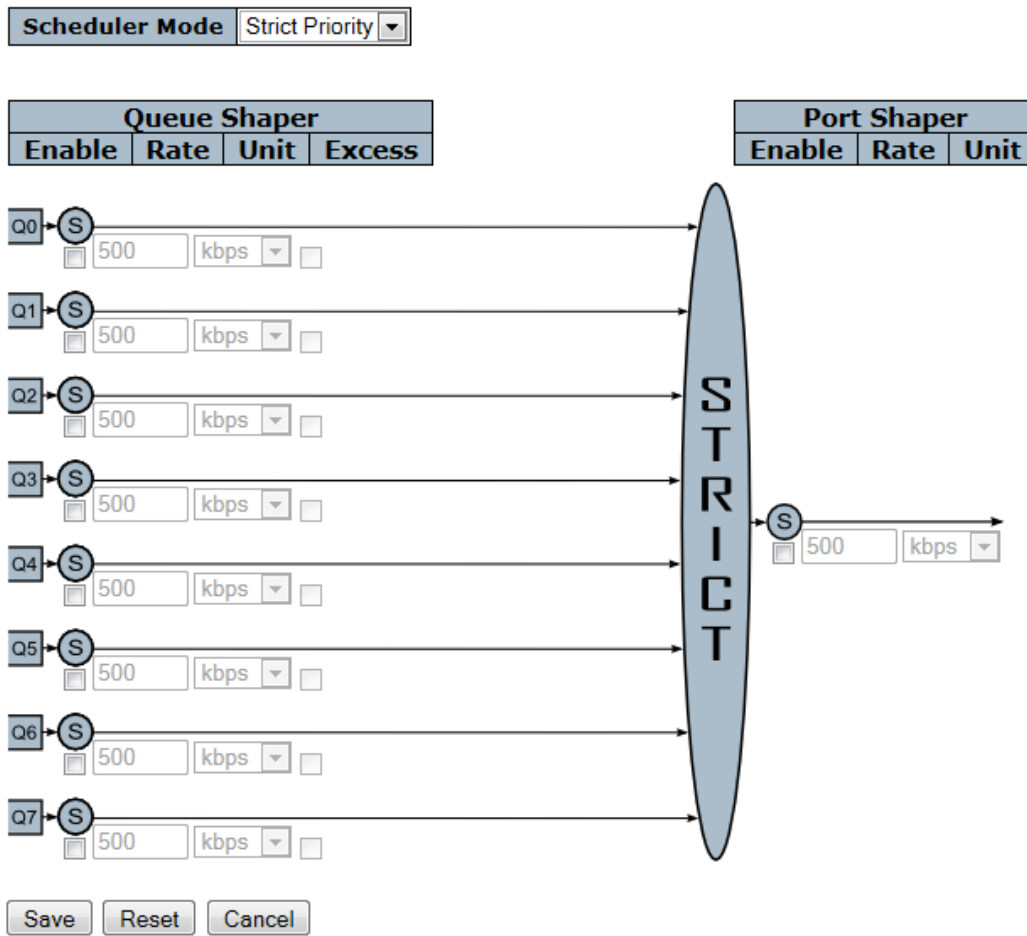 Scheduler Mode Strict Priority
Queue Shaper Port Shaper
Enable Rate Unit Excess Enable Rate Unit
Q0 S
500 kbps
Q1 S
500 kbps
Q2 S
500 kbps
Q3 S
500 kbps
Q4 S
500 kbps
Q5 S
500 kbps
Q6 S
500 kbps
Q7 S
500 kbps
STRICT
S
500 kbps
Save Reset Cancel